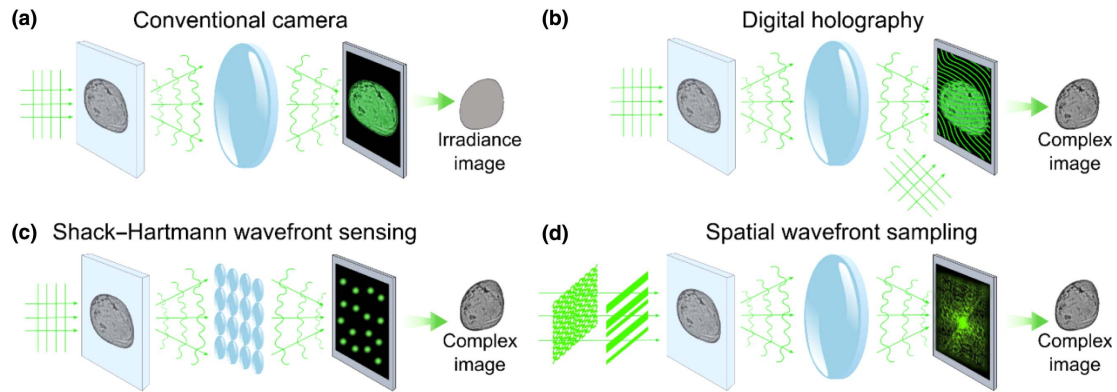 (a)
Conventional camera
Irradiance
image
(b)
Digital holography
Complex
image
(c)
Shack–Hartmann wavefront sensing
Complex
image
(d)
Spatial wavefront sampling
Complex
image